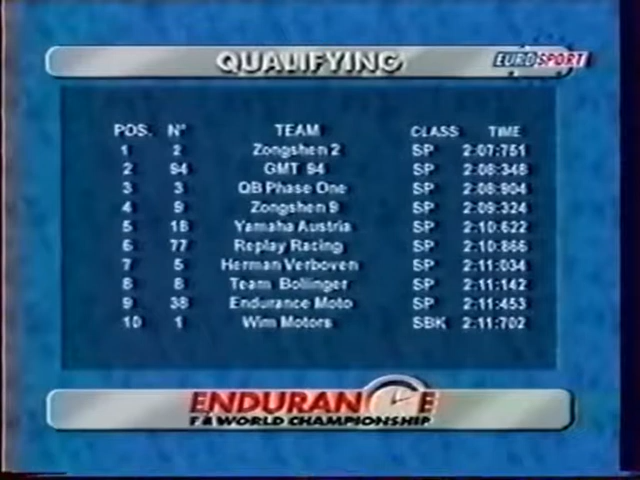 QUALIFYING EUROSPORT
POS. N° TEAM CLASS TIME
1 2 Zongshen 2 SP 2:07:751
2 94 GMT 94 SP 2:08:348
3 3 QB Phase One SP 2:08:904
4 9 Zongshen 9 SP 2:09:324
5 18 Yamaha Austria SP 2:10:622
6 77 Replay Racing SP 2:10:866
7 5 Herman Verboven SP 2:11:034
8 8 Team Bollinger SP 2:11:142
9 38 Endurance Moto SP 2:11:453
10 1 Wim Motors SBK 2:11:702
ENDURANCE
WORLD CHAMPIONSHIP